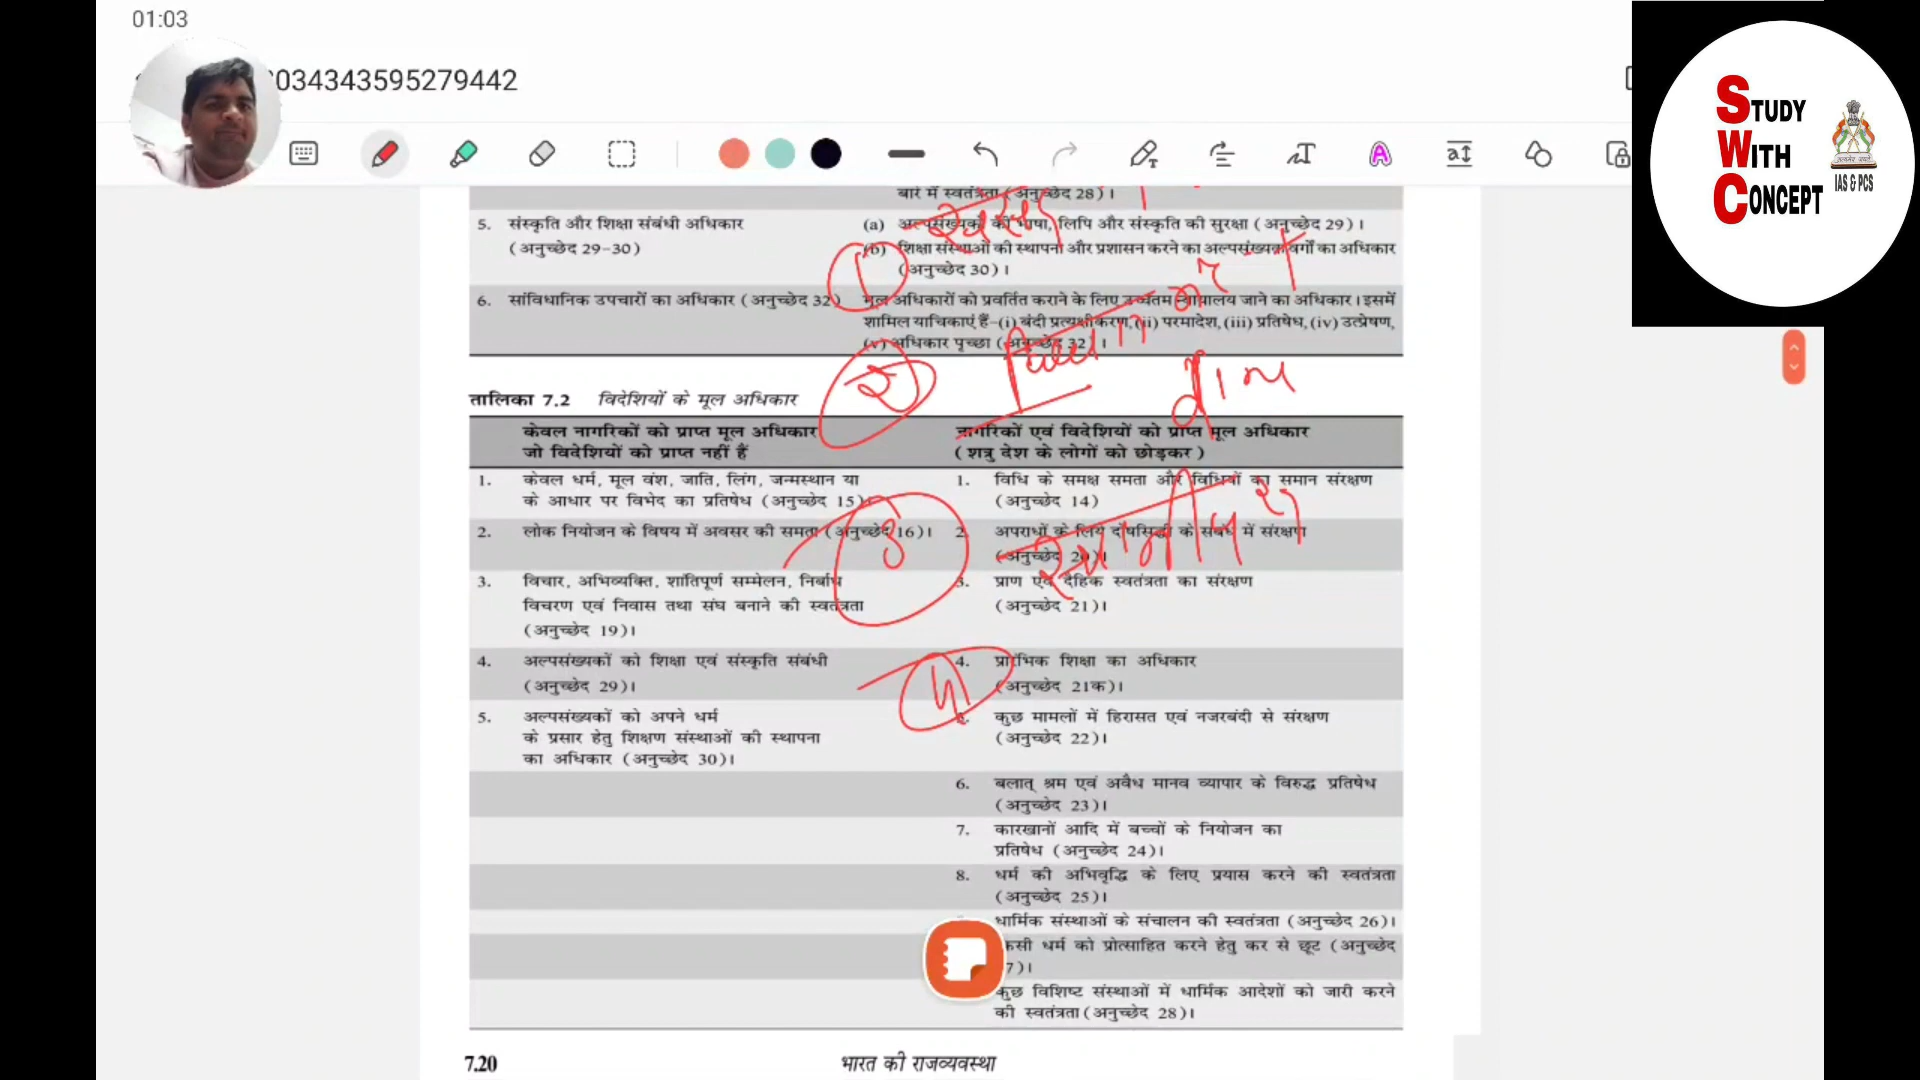 01:03
034343595279442
STUDY
WITH
CONCEPT
IAS & PCS
बारे में स्वतंत्रता (अनुच्छेद 28)।
5. संस्कृति और शिक्षा संबंधी अधिकार
(अनुच्छेद 29-30)
(a) अल्पसंख्यकों की भाषा, लिपि और संस्कृति की सुरक्षा (अनुच्छेद 29)।
(b) शिक्षा संस्थाओं की स्थापना और प्रशासन करने का अल्पसंख्यक वर्गों का अधिकार
(अनुच्छेद 30)।
6. सांविधानिक उपचारों का अधिकार (अनुच्छेद 32)
मूल अधिकारों को प्रवर्तित कराने के लिए उच्चतम न्यायालय जाने का अधिकार। इसमें
शामिल याचिकाएं हैं-(i) बंदी प्रत्यक्षीकरण, (ii) परमादेश, (iii) प्रतिषेध, (iv) उत्प्रेषण,
(v) अधिकार पृच्छा (अनुच्छेद 32)।
तालिका 7.2 विदेशियों के मूल अधिकार
केवल नागरिकों को प्राप्त मूल अधिकार
जो विदेशियों को प्राप्त नहीं हैं
नागरिकों एवं विदेशियों को प्राप्त मूल अधिकार
(शत्रु देश के लोगों को छोड़कर)
1. केवल धर्म, मूल वंश, जाति, लिंग, जन्मस्थान या
के आधार पर विभेद का प्रतिषेध (अनुच्छेद 15)।
1. विधि के समक्ष समता और विधियों का समान संरक्षण
(अनुच्छेद 14)
2. लोक नियोजन के विषय में अवसर की समता (अनुच्छेद 16)।
2. अपराधों के लिये दोषसिद्धी के संबंध में संरक्षण
(अनुच्छेद 20)।
3. विचार, अभिव्यक्ति, शांतिपूर्ण सम्मेलन, निर्बाध
विचरण एवं निवास तथा संघ बनाने की स्वतंत्रता
(अनुच्छेद 19)।
3. प्राण एवं दैहिक स्वतंत्रता का संरक्षण
(अनुच्छेद 21)।
4. अल्पसंख्यकों को शिक्षा एवं संस्कृति संबंधी
(अनुच्छेद 29)।
4. प्रारंभिक शिक्षा का अधिकार
(अनुच्छेद 21क)।
5. अल्पसंख्यकों को अपने धर्म
के प्रसार हेतु शिक्षण संस्थाओं की स्थापना
का अधिकार (अनुच्छेद 30)।
कुछ मामलों में हिरासत एवं नजरबंदी से संरक्षण
(अनुच्छेद 22)।
6. बलात् श्रम एवं अवैध मानव व्यापार के विरुद्ध प्रतिषेध
(अनुच्छेद 23)।
7. कारखानों आदि में बच्चों के नियोजन का
प्रतिषेध (अनुच्छेद 24)।
8. धर्म की अभिवृद्धि के लिए प्रयास करने की स्वतंत्रता
(अनुच्छेद 25)।
धार्मिक संस्थाओं के संचालन की स्वतंत्रता (अनुच्छेद 26)।
धर्म को प्रोत्साहित करने हेतु कर से छूट (अनुच्छेद
7)।
कुछ विशिष्ट संस्थाओं में धार्मिक आदेशों को जारी करने
की स्वतंत्रता (अनुच्छेद 28)।
7.20 भारत की राजव्यवस्था